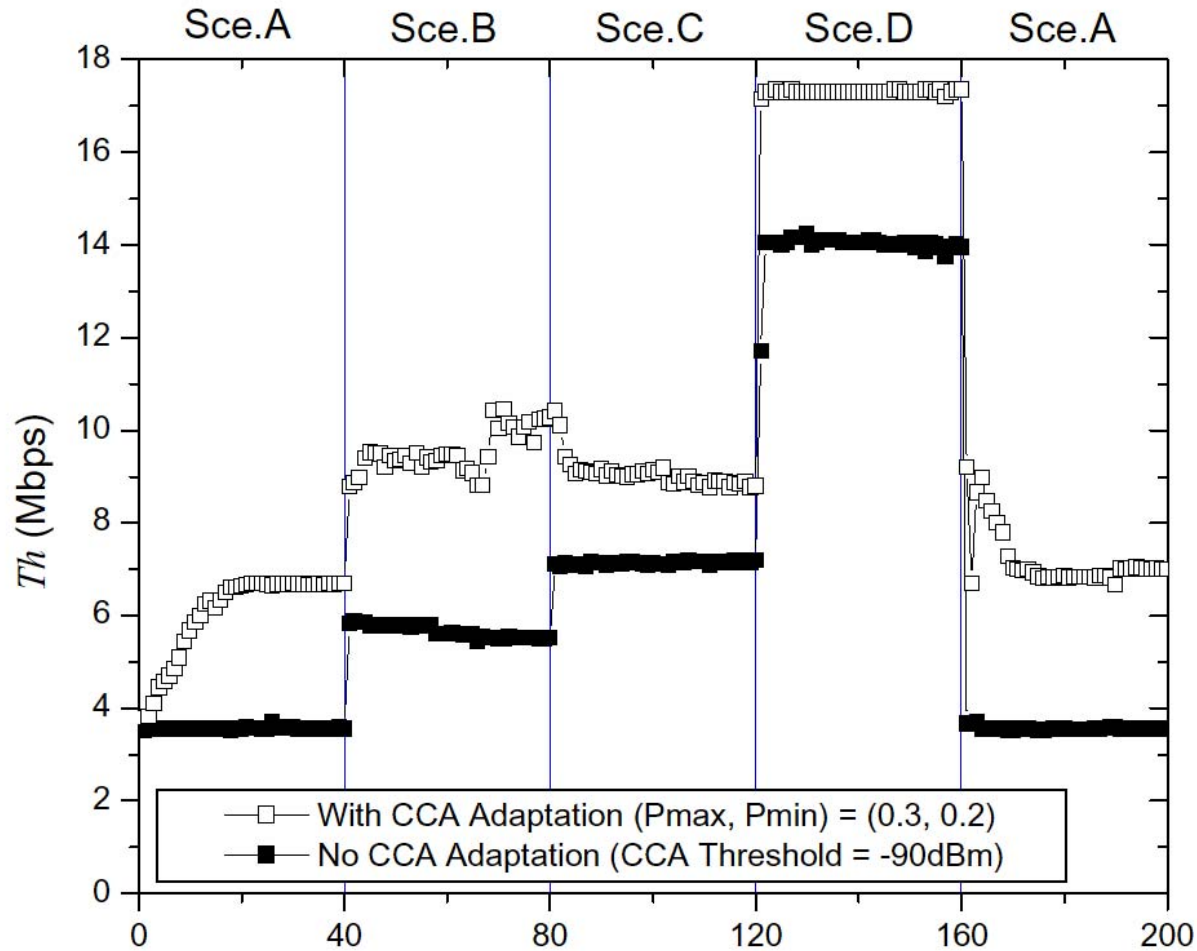 Sce.A Sce.B Sce.C Sce.D Sce.A
18
16
14
12
10
8
6
4
2
0
Th (Mbps)
With CCA Adaptation (Pmax, Pmin) = (0.3, 0.2)
No CCA Adaptation (CCA Threshold = -90dBm)
0 40 80 120 160 200